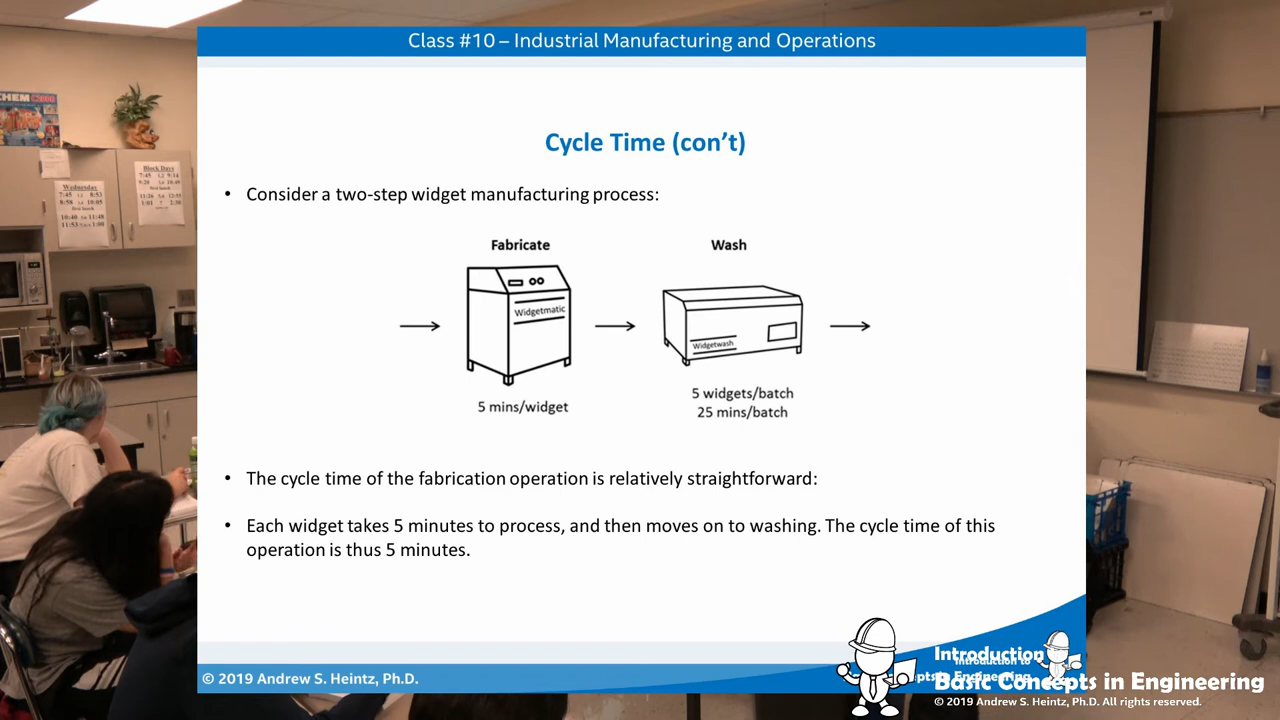 Class #10 – Industrial Manufacturing and Operations
CHEM
Cycle Time (con't)
• Consider a two-step widget manufacturing process:
Wednesday
Block Days
Fabricate
Wash
Widgetmatic
Widgetwash
5 mins/widget
5 widgets/batch
25 mins/batch
• The cycle time of the fabrication operation is relatively straightforward:
• Each widget takes 5 minutes to process, and then moves on to washing. The cycle time of this
operation is thus 5 minutes.
© 2019 Andrew S. Heintz, Ph.D.
Introduction
Basic Concepts in Engineering
© 2019 Andrew S. Heintz, Ph.D. All rights reserved.